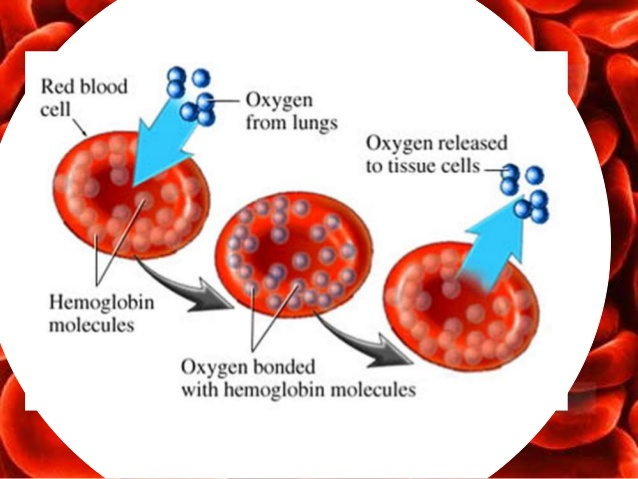 Red blood
cell
Oxygen
from lungs
Oxygen released
to tissue cells
Hemoglobin
molecules
Oxygen bonded
with hemoglobin molecules